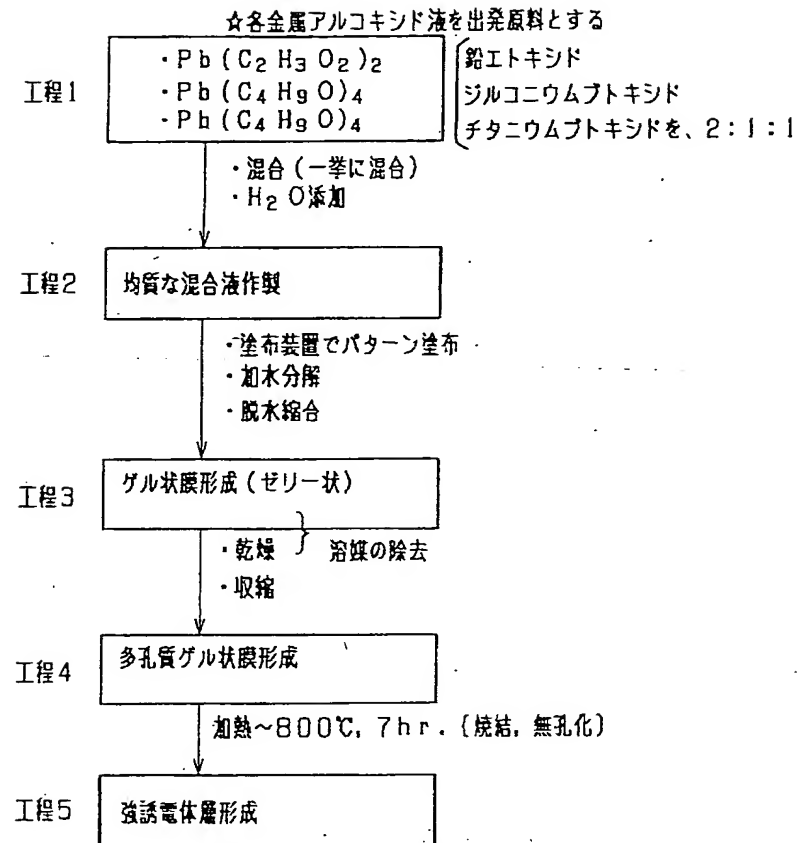 ☆各金属アルコキシド液を出発原料とする
工程1
・Pb(C2H3O2)2
・Pb(C4H9O)4
・Pb(C4H9O)4
鉛エトキシド
ジルコニウムブトキシド
チタニウムブトキシドを、2:1:1
・混合(一挙に混合)
・H2O添加
工程2
均質な混合液作製
・塗布装置でパターン塗布
・加水分解
・脱水縮合
工程3
ゲル状膜形成(ゼリー状)
・乾燥
・収縮
溶媒の除去
工程4
多孔質ゲル状膜形成
加熱~800℃, 7hr. {焼結, 無孔化}
工程5
強誘電体層形成